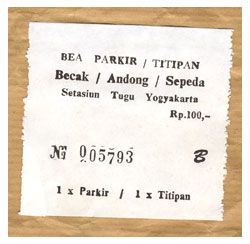 BEA PARKIR / TITIPAN
Becak / Andong / Sepeda
Setasiun Tugu Yogyakarta
Rp.100,-
№ 005793 B
1 x Parkir / 1 x Titipan